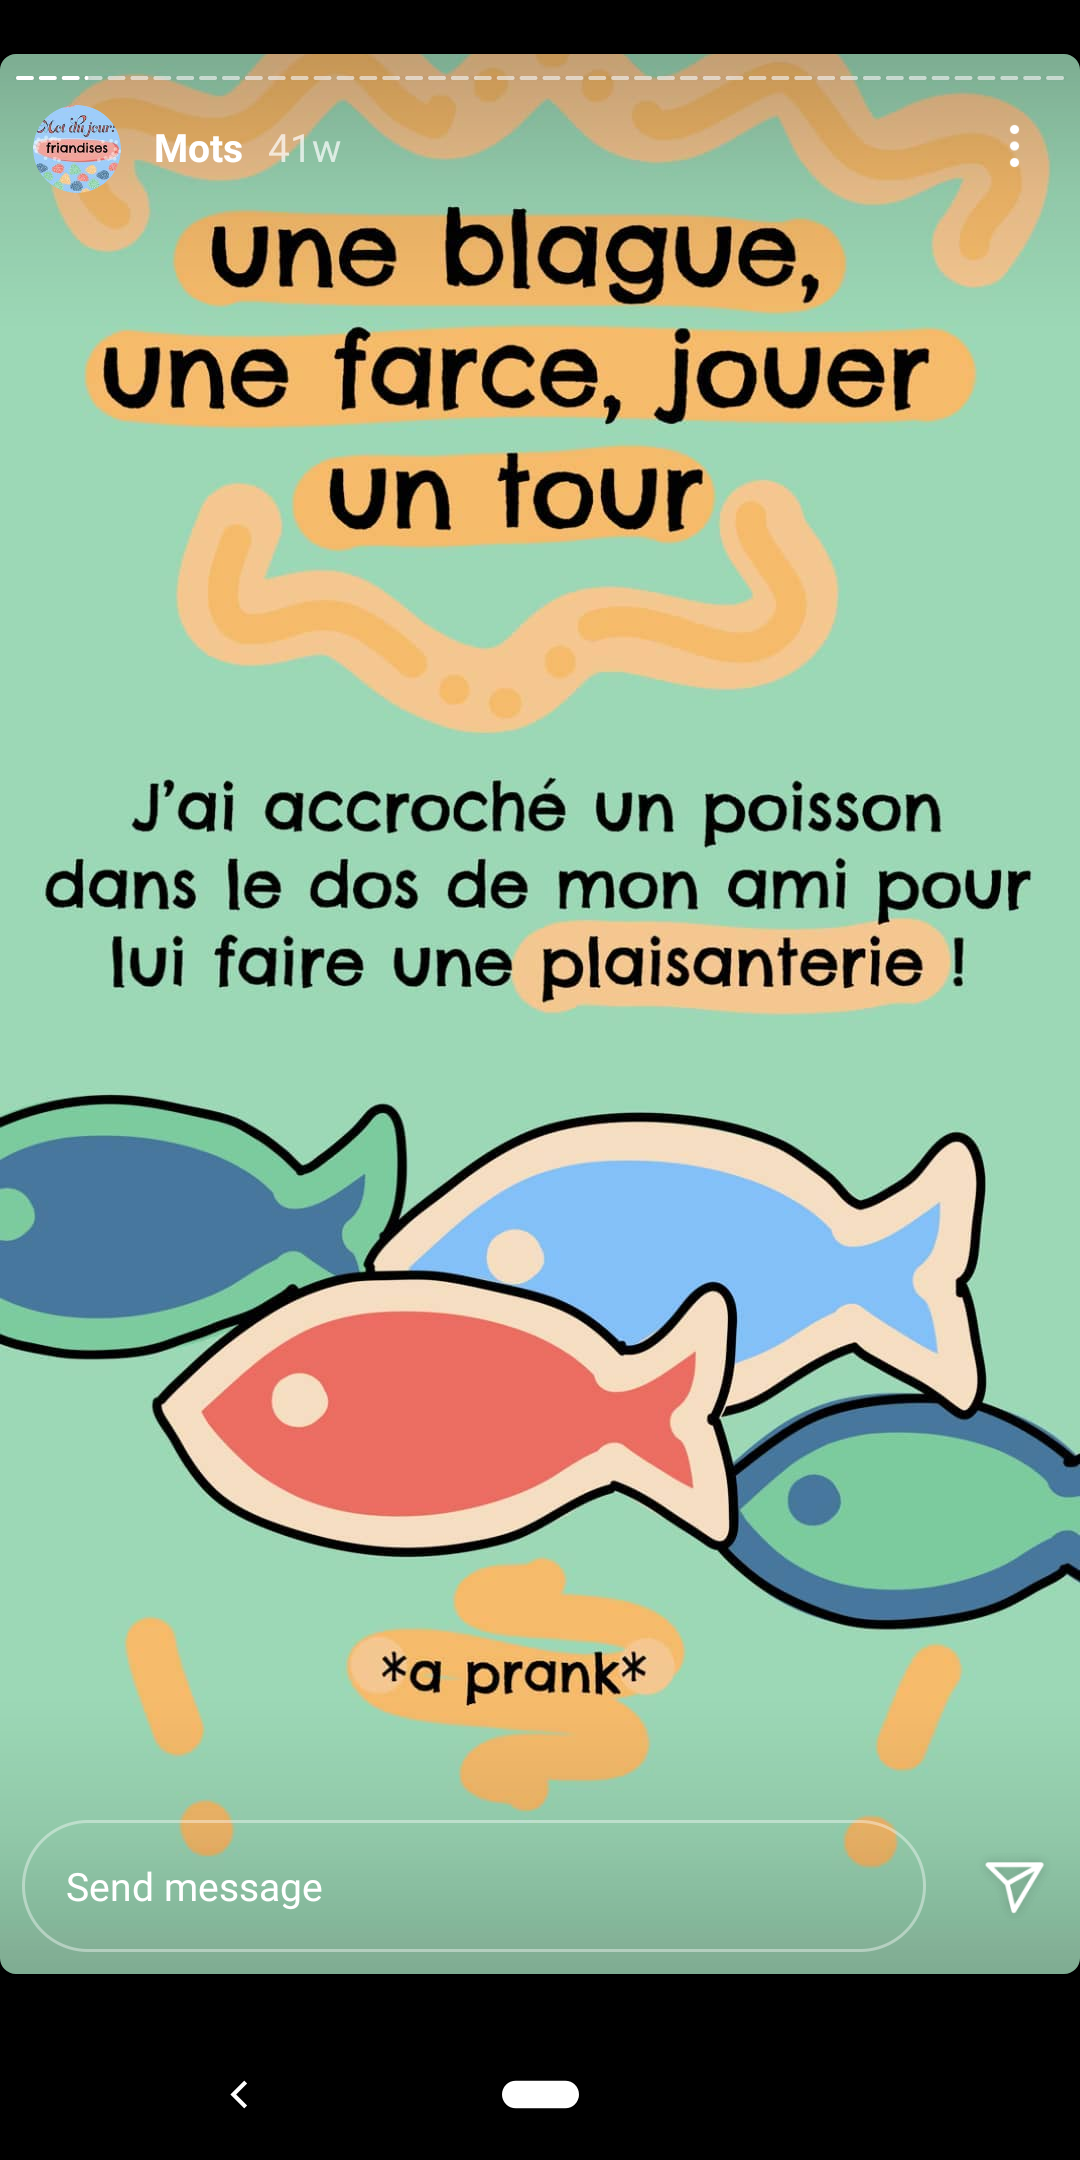 Mot du jour:
friandises
Mots 41w
une blague,
une farce, jouer
un tour
J'ai accroché un poisson
dans le dos de mon ami pour
lui faire une plaisanterie !
*a prank*
Send message